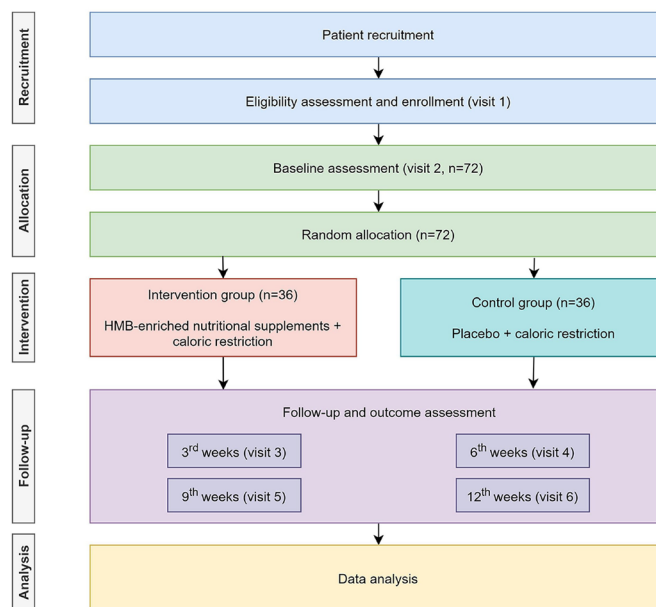 Recruitment
Patient recruitment
Eligibility assessment and enrollment (visit 1)
Allocation
Baseline assessment (visit 2, n=72)
Random allocation (n=72)
Intervention
Intervention group (n=36)
HMB-enriched nutritional supplements +
caloric restriction
Control group (n=36)
Placebo + caloric restriction
Follow-up
Follow-up and outcome assessment
3rd weeks (visit 3)
6th weeks (visit 4)
9th weeks (visit 5)
12th weeks (visit 6)
Analysis
Data analysis